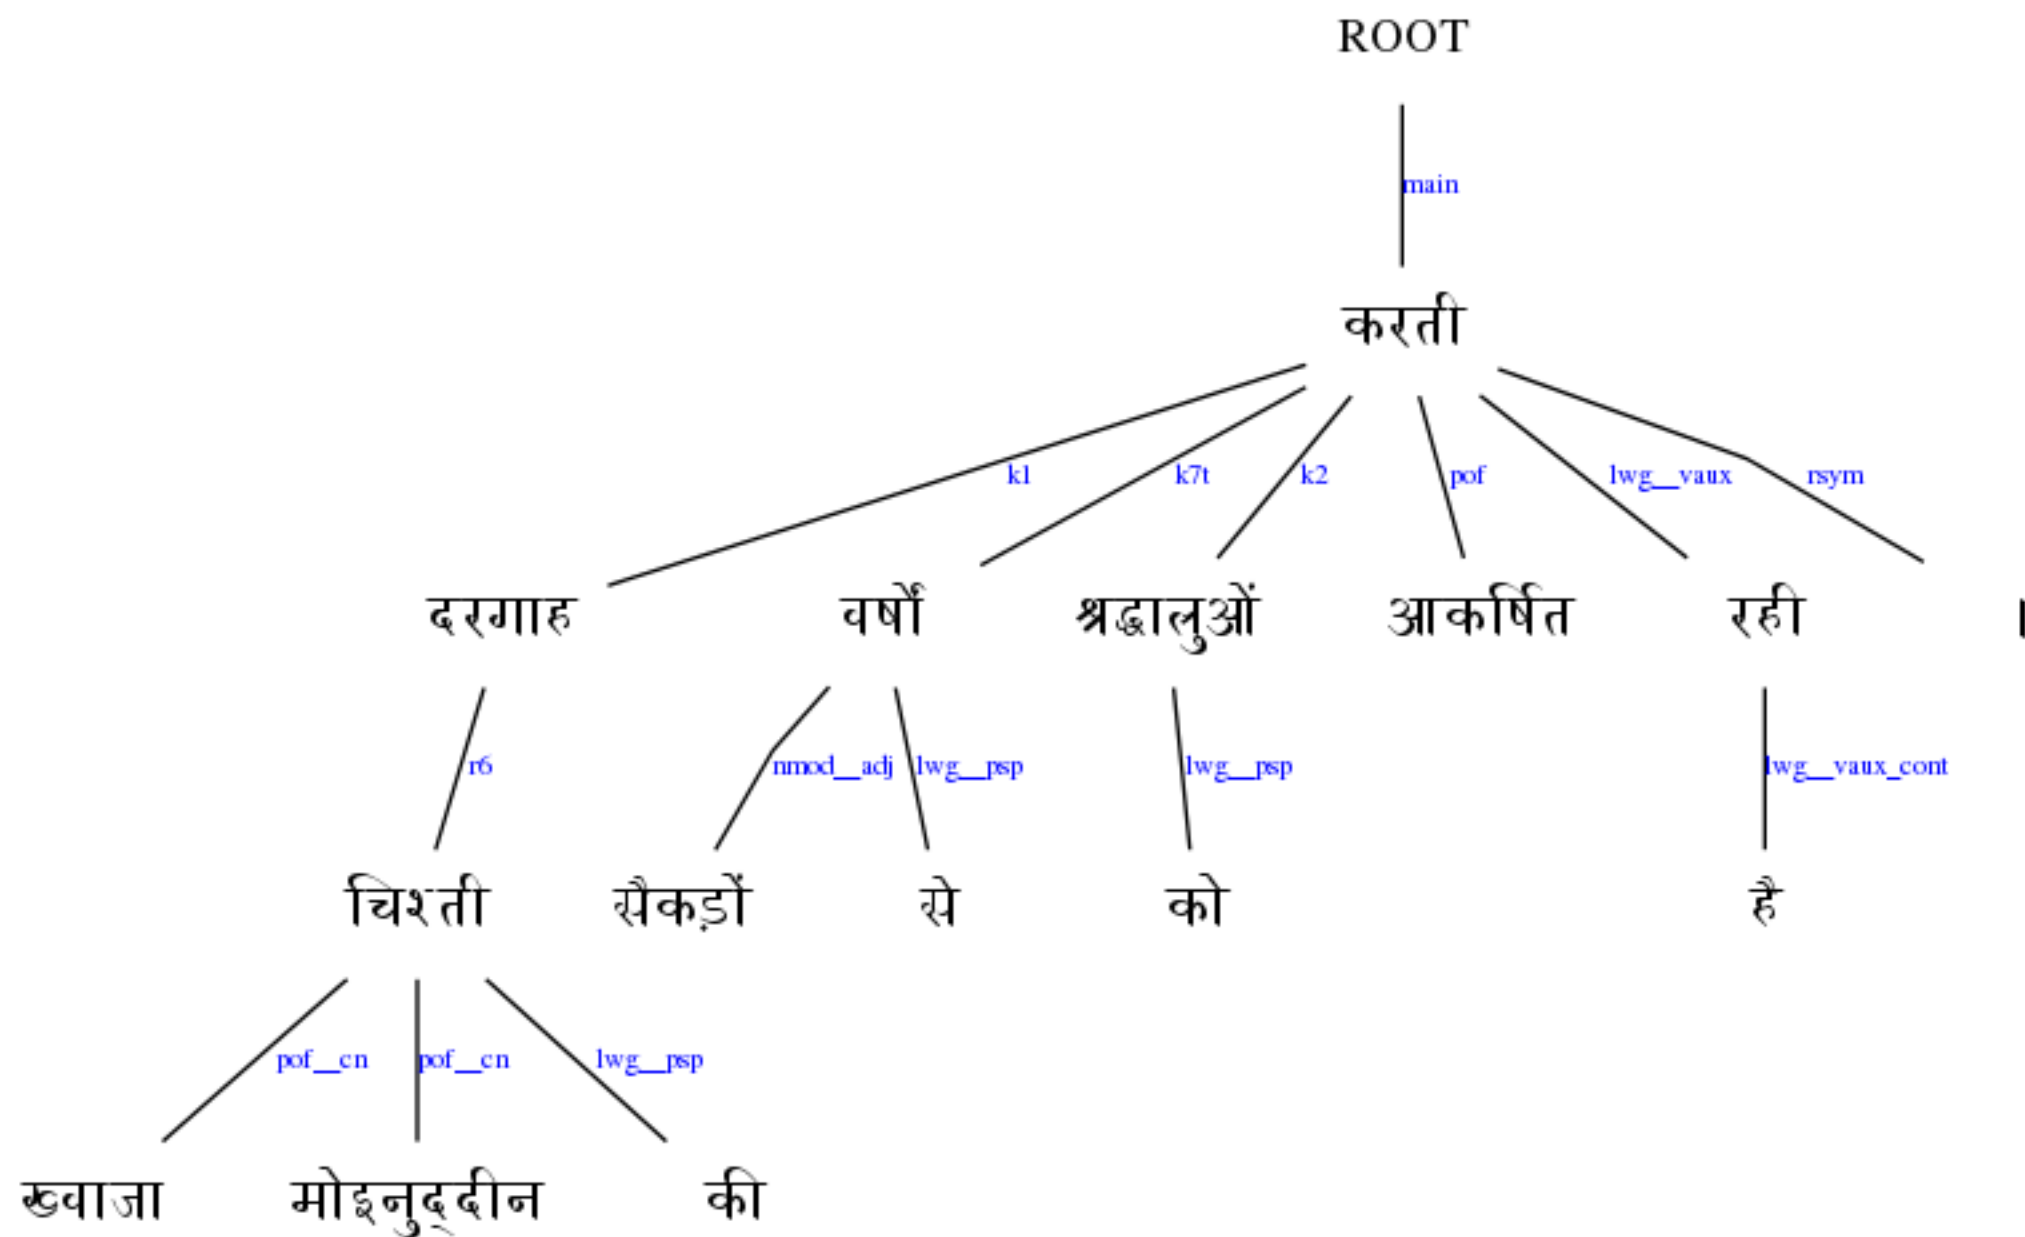 ROOT
main
करती
k1 k7t k2 pof lwg__vaux rsym
दरगाह वर्षों श्रद्धालुओं आकर्षित रही ।
r6 nmod__adj lwg__psp lwg__psp lwg__vaux_cont
चिश्ती सैकड़ों से को है
pof__cn pof__cn lwg__psp
ख्वाजा मोइनुद्दीन की